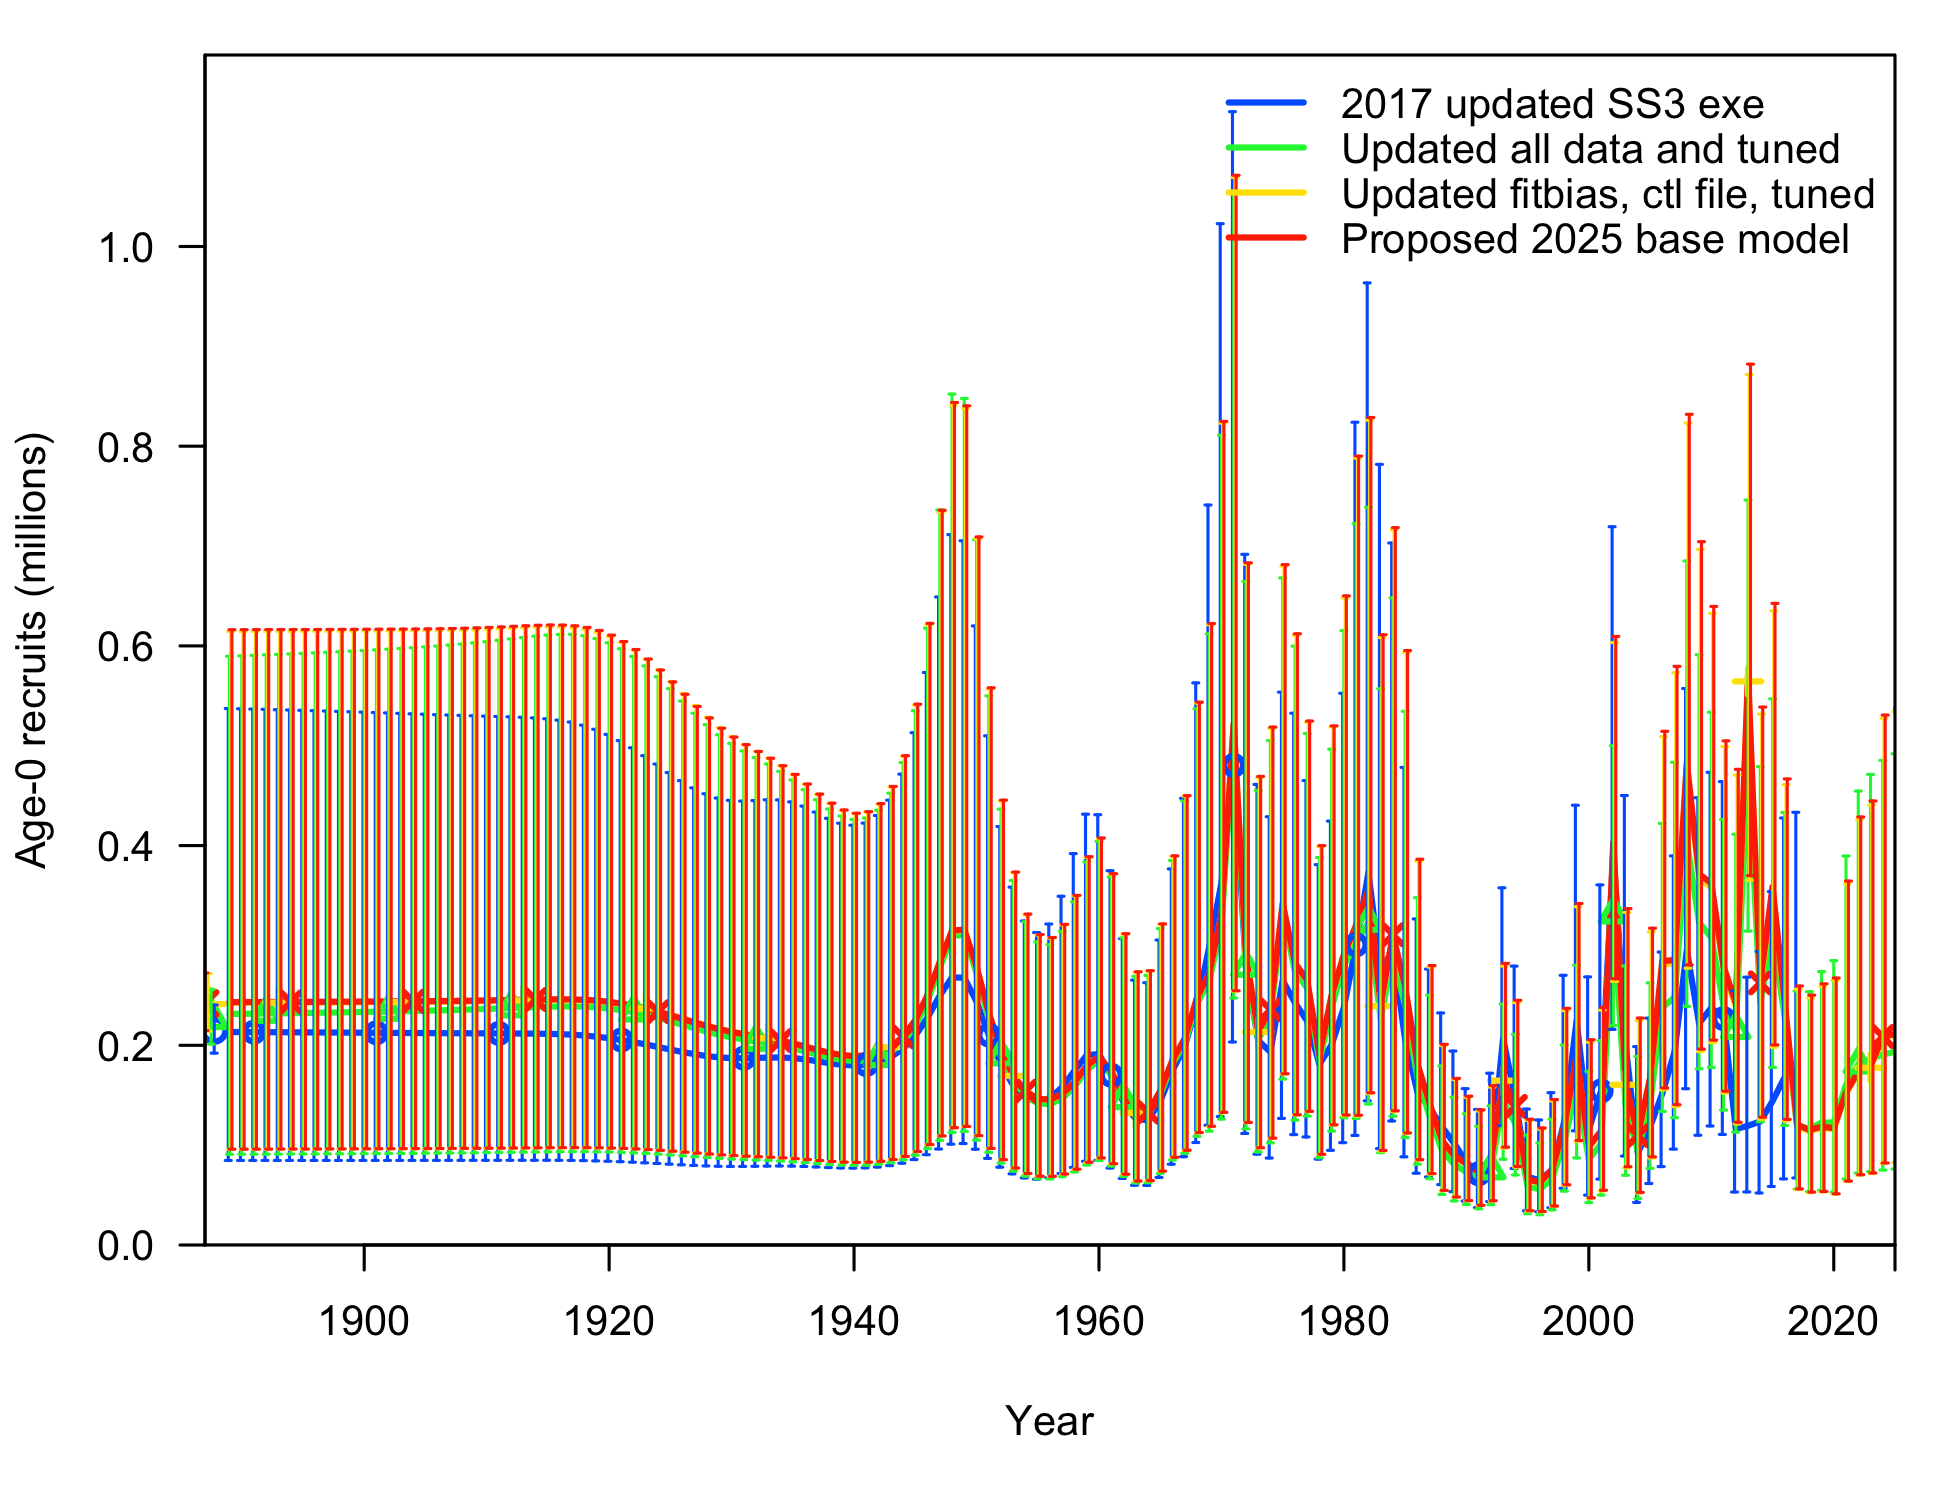 2017 updated SS3 exe
Updated all data and tuned
Updated fitbias, ctl file, tuned
Proposed 2025 base model
Age-0 recruits (millions)
1.0
0.8
0.6
0.4
0.2
0.0
1900 1920 1940 1960 1980 2000 2020
Year